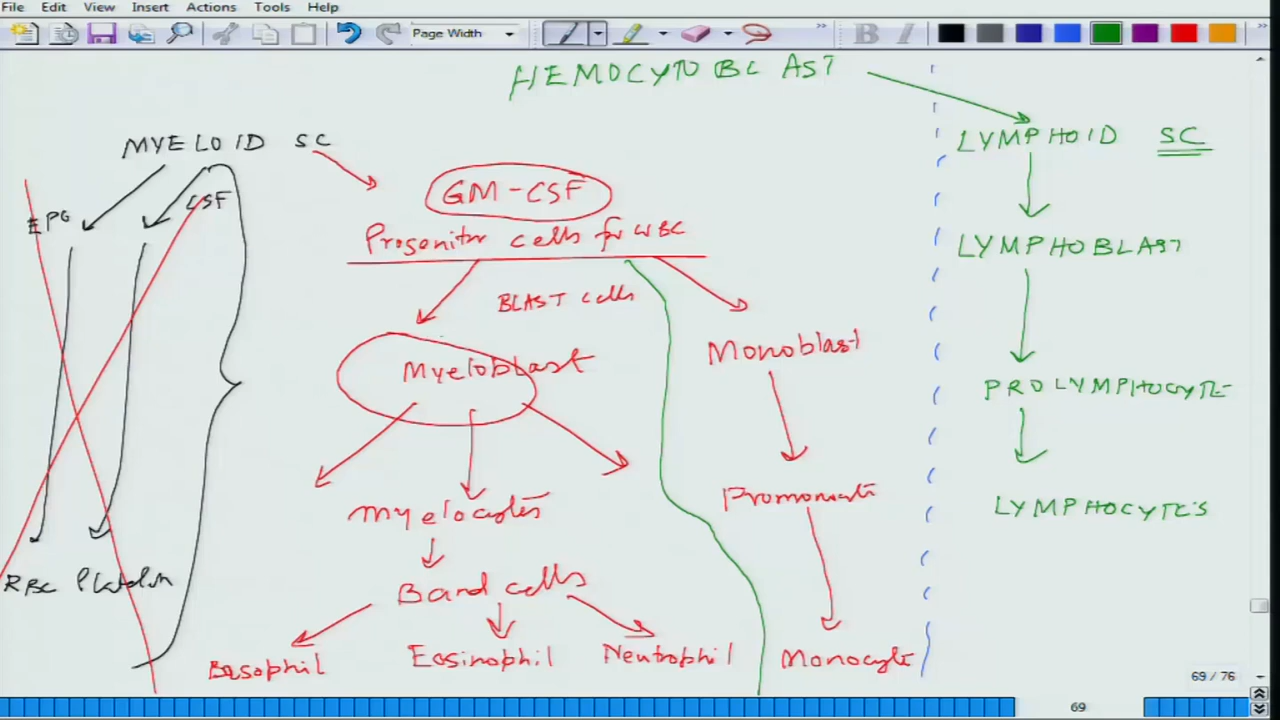 File Edit View Insert Actions Tools Help
Page Width
HEMOCYTOBLAST
MYELOID SC
LYMPHOID SC
GM-CSF
EPG
CSF
Progenitor cells for WBC
LYMPHOBLAST
BLAST cells
Myeloblast
Monoblast
PROLYMPHOCYTE
Myelocytes
Promonocyte
LYMPHOCYTES
RBC
Band cells
Basophil
Eosinophil
Neutrophil
Monocyte
69 / 76
69